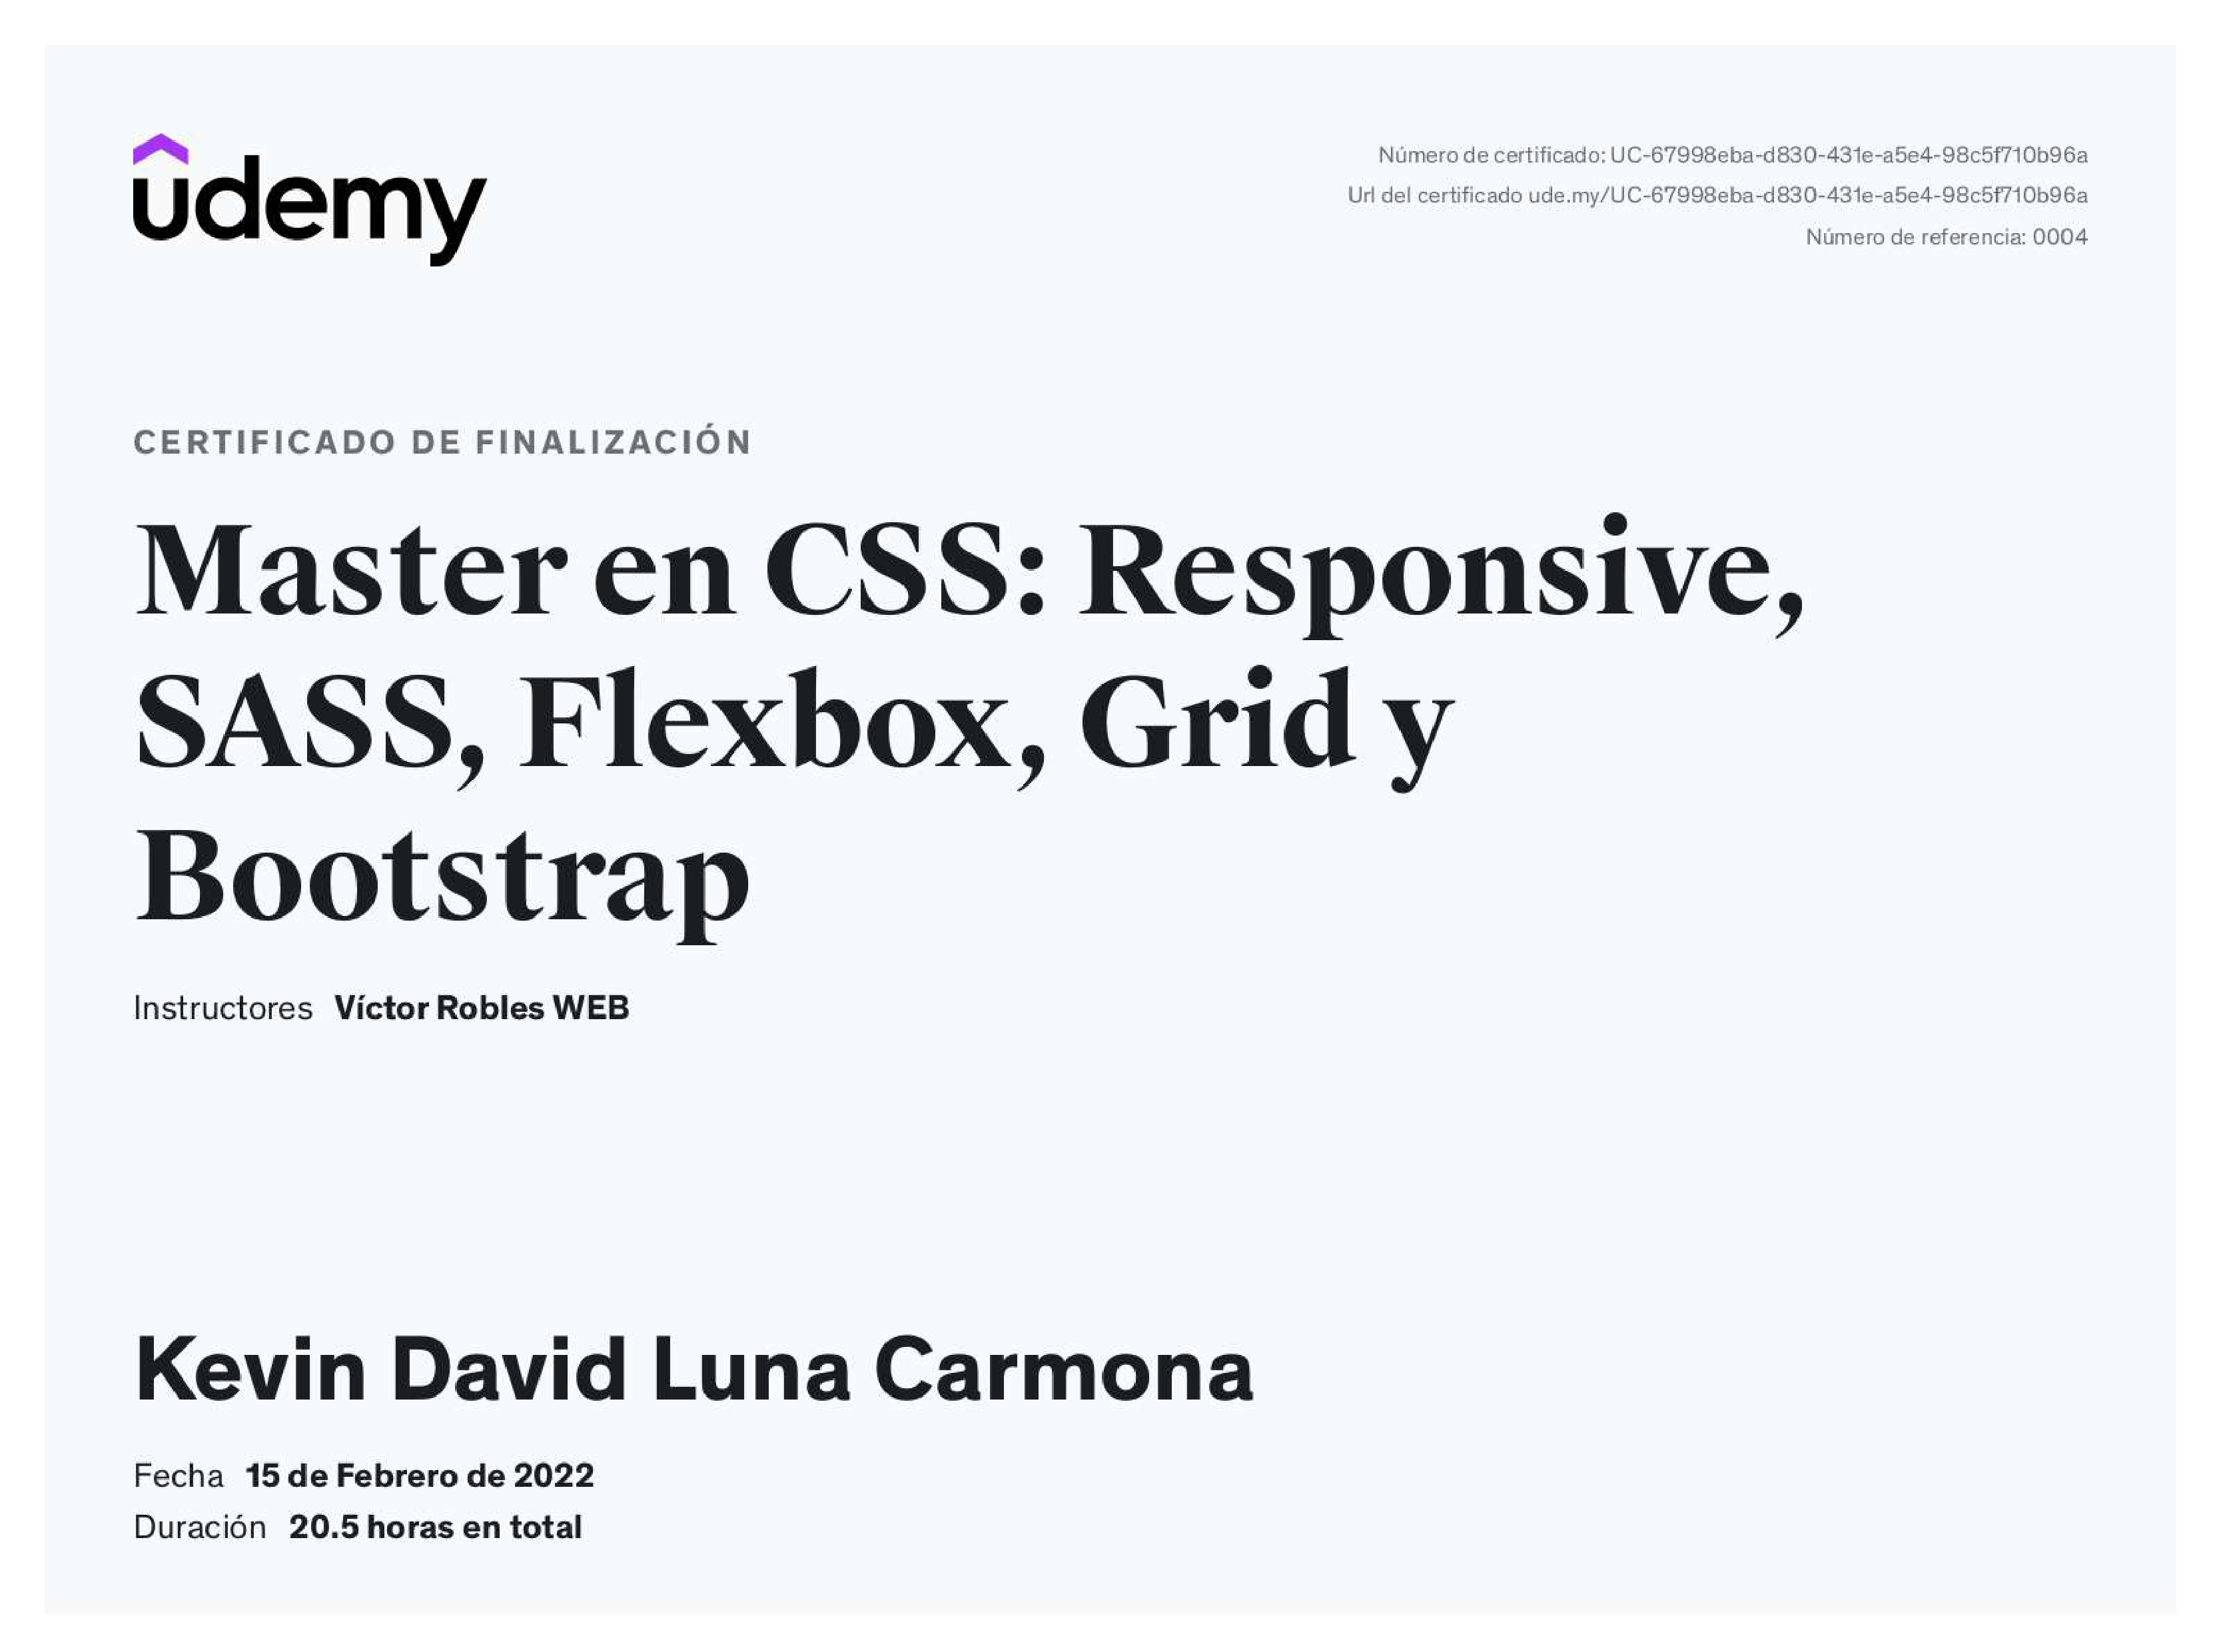 udemy
Número de certificado: UC-67998eba-d830-431e-a5e4-98c5f710b96a
Url del certificado ude.my/UC-67998eba-d830-431e-a5e4-98c5f710b96a
Número de referencia: 0004
CERTIFICADO DE FINALIZACIÓN
Master en CSS: Responsive,
SASS, Flexbox, Grid y
Bootstrap
Instructores Víctor Robles WEB
Kevin David Luna Carmona
Fecha 15 de Febrero de 2022
Duración 20.5 horas en total